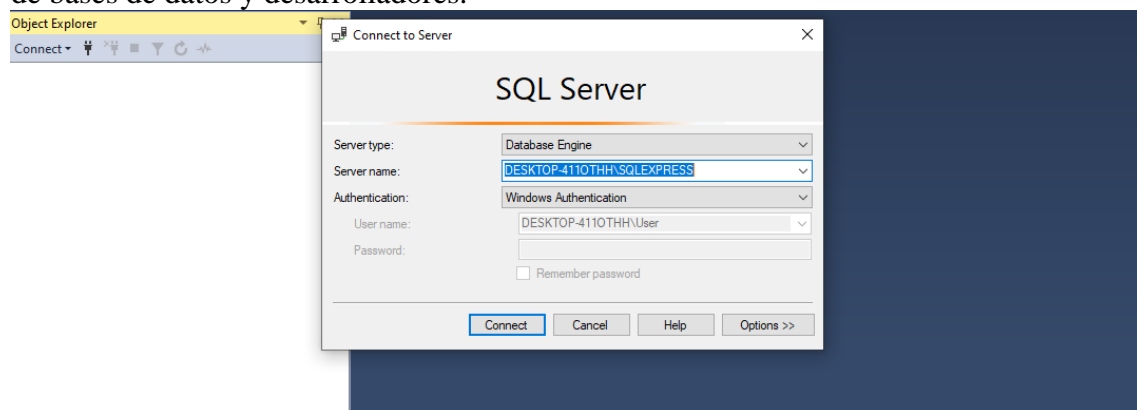 de bases de datos y desarrolladores.
Object Explorer
Connect
Connect to Server
SQL Server
Server type: Database Engine
Server name: DESKTOP-411OTHH\SQLEXPRESS
Authentication: Windows Authentication
User name: DESKTOP-411OTHH\User
Password:
Remember password
Connect Cancel Help Options >>